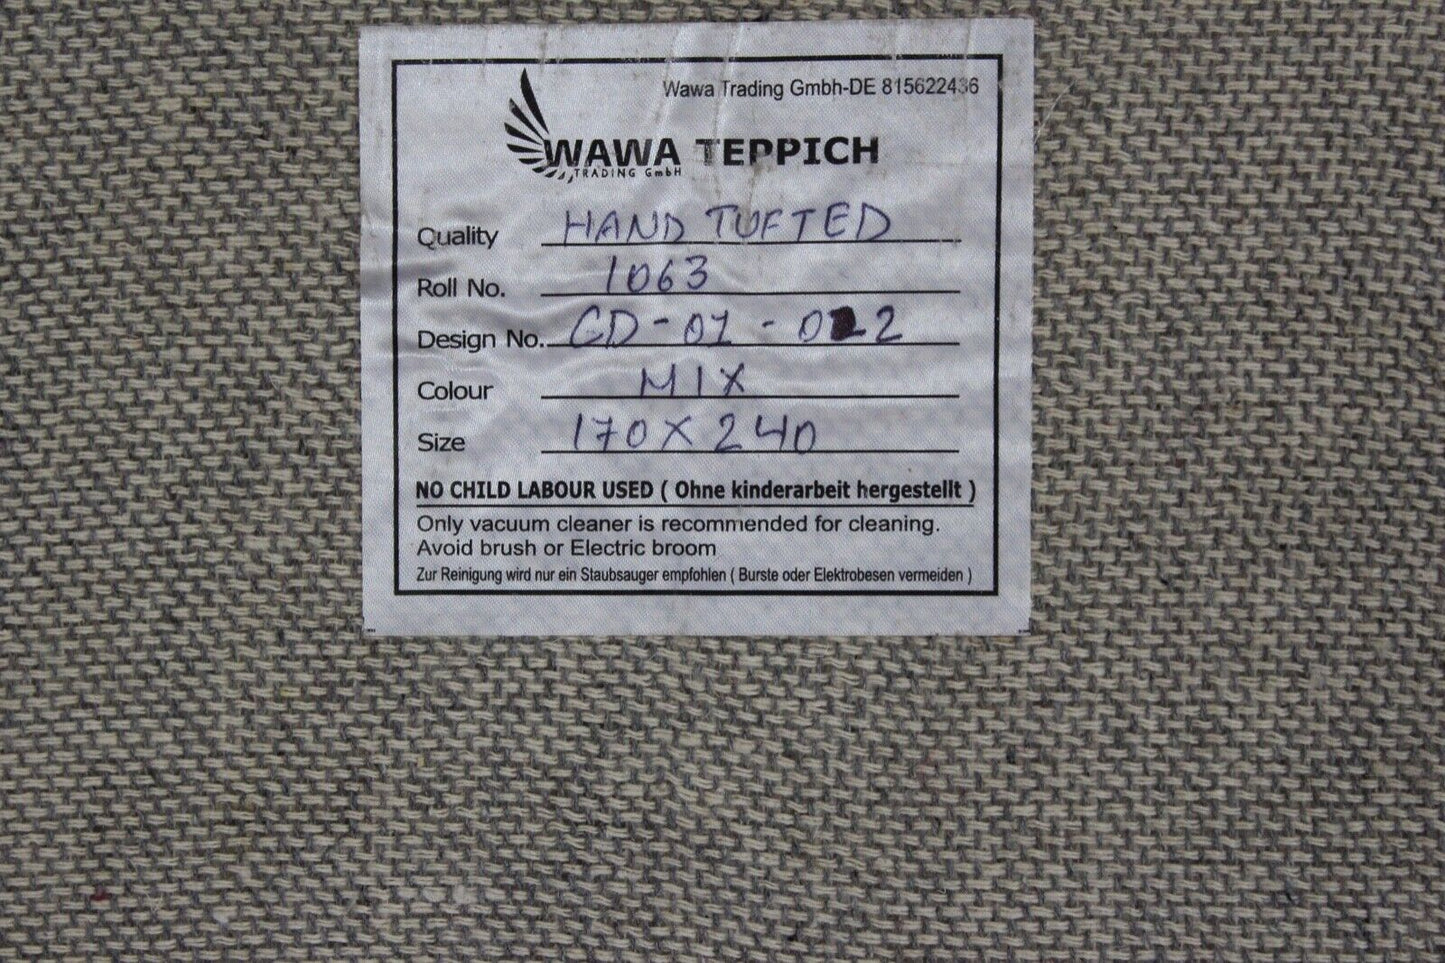 Wawa Trading Gmbh-DE 815622436
WAWA TEPPICH
TRADING GmbH
Quality HAND TUFTED
Roll No. 1063
Design No. CD-01-022
Colour MIX
Size 170X240
NO CHILD LABOUR USED ( Ohne kinderarbeit hergestellt )
Only vacuum cleaner is recommended for cleaning.
Avoid brush or Electric broom
Zur Reinigung wird nur ein Staubsauger empfohlen ( Burste oder Elektrobesen vermeiden )